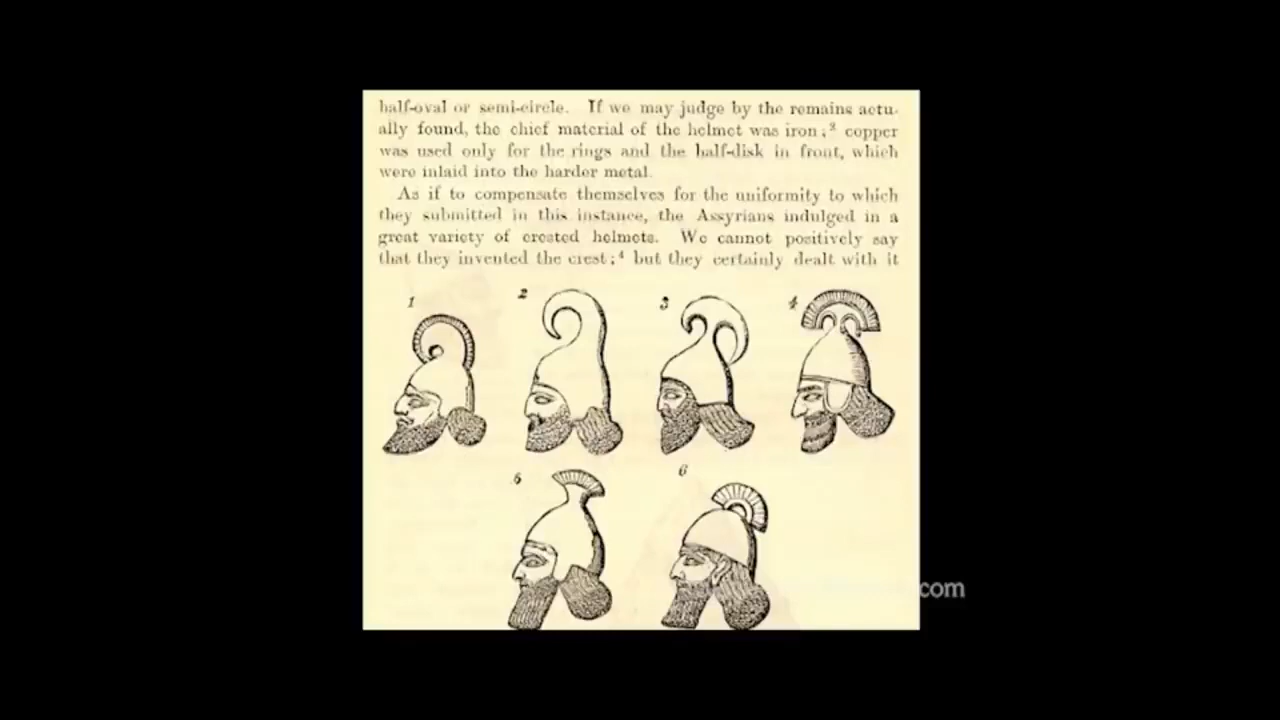 half-oval or semi-circle. If we may judge by the remains actu-
ally found, the chief material of the helmet was iron;³ copper
was used only for the rings and the half-disk in front, which
were inlaid into the harder metal.
As if to compensate themselves for the uniformity to which
they submitted in this instance, the Assyrians indulged in a
great variety of crested helmets. We cannot positively say
that they invented the crest;⁴ but they certainly dealt with it
1 2 3 4
5 6
.com